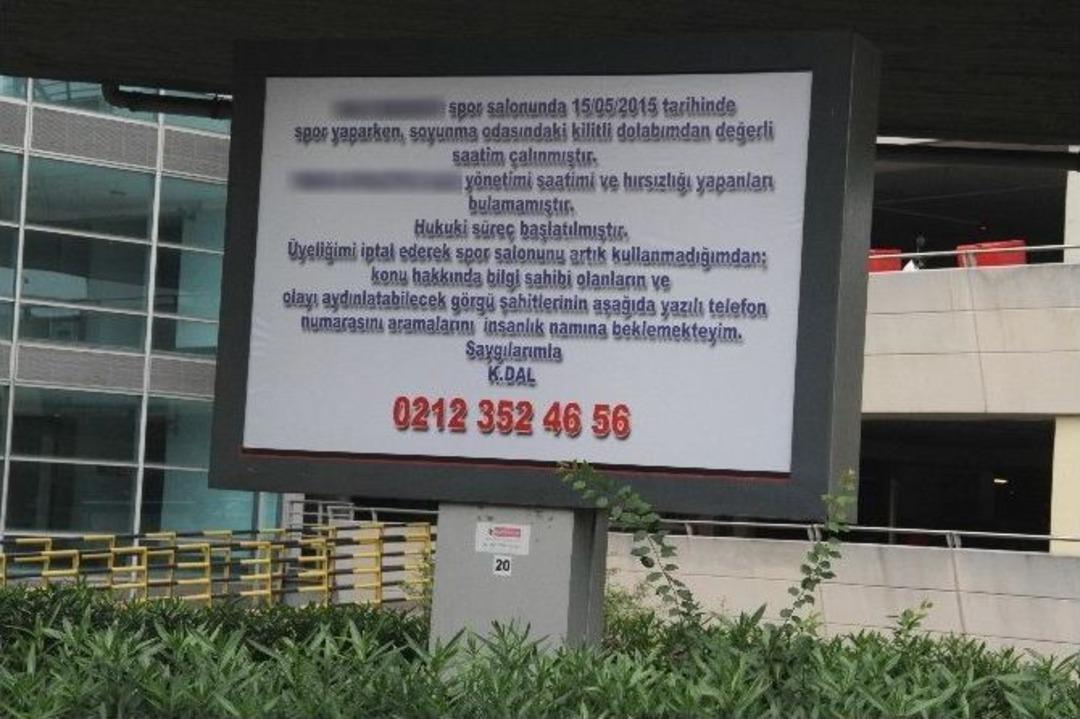 spor salonunda 15/05/2015 tarihinde
spor yaparken, soyunma odasındaki kilitli dolabımdan değerli
saatim çalınmıştır.
yönetimi saatimi ve hırsızlığı yapanları
bulamamıştır.
Hukuki süreç başlatılmıştır.
Üyeliğimi iptal ederek spor salonunu artık kullanmadığımdan;
konu hakkında bilgi sahibi olanların ve
olayı aydınlatabilecek görgü şahitlerinin aşağıda yazılı telefon
numarasını aramalarını insanlık namına beklemekteyim.
Saygılarımla
K.DAL
0212 352 46 56
20